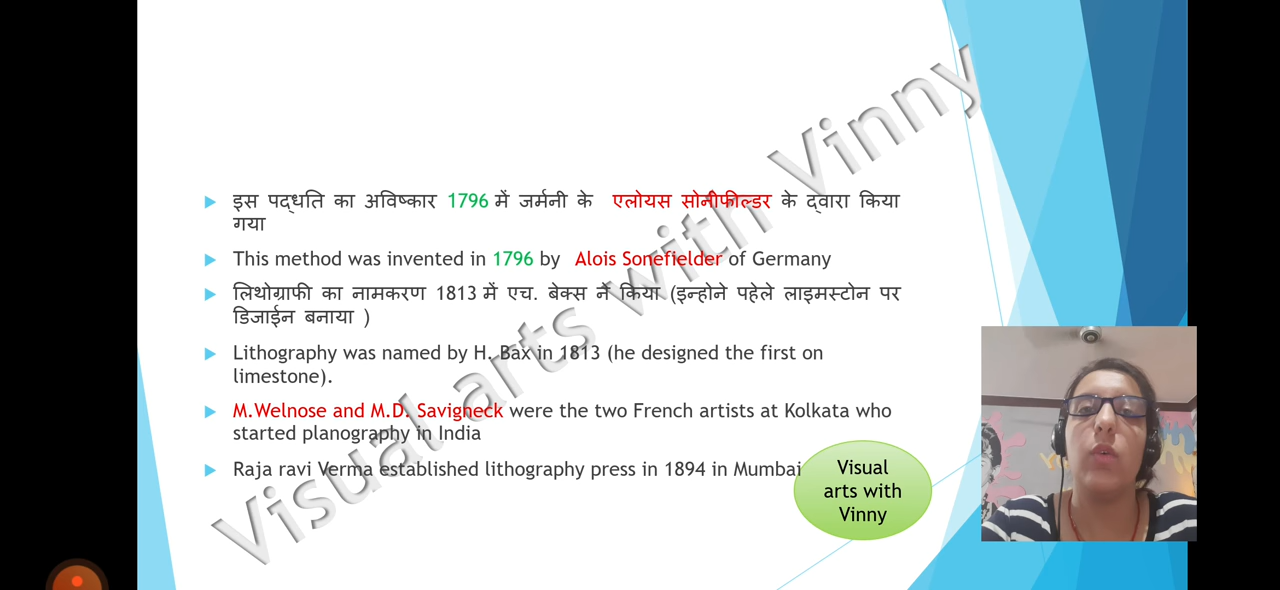 इस पद्धति का अविष्कार 1796 में जर्मनी के एलोयस सोनीफील्डर के द्वारा किया
गया
This method was invented in 1796 by Alois Sonefielder of Germany
लिथोग्राफी का नामकरण 1813 में एच. बेक्स ने किया (इन्होने पहेले लाइमस्टोन पर
डिजाईन बनाया )
Lithography was named by H. Bax in 1813 (he designed the first on
limestone).
M.Welnose and M.D. Savigneck were the two French artists at Kolkata who
started planography in India
Raja ravi Verma established lithography press in 1894 in Mumbai
Visual
arts with
Vinny
Visual arts with Vinny